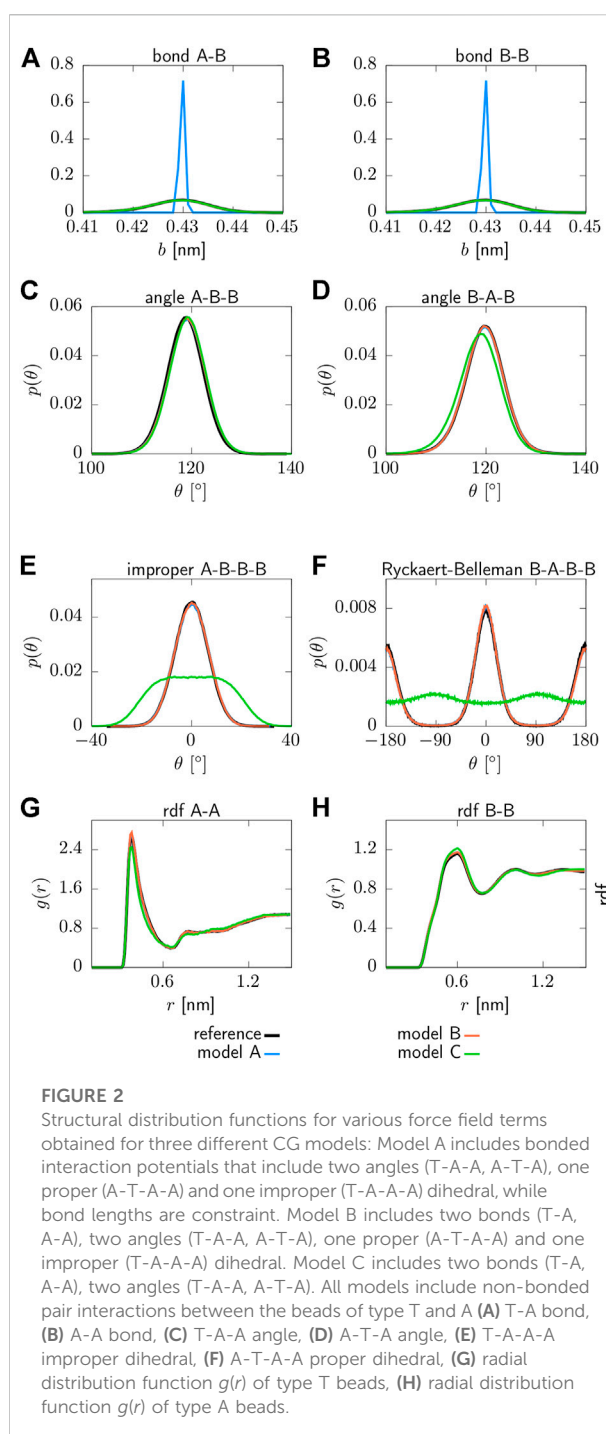 A
bond A-B
0.8
0.6
0.4
0.2
0
0.41 0.42 0.43 0.44 0.45
b [nm]
B
bond B-B
0.8
0.6
0.4
0.2
0
0.41 0.42 0.43 0.44 0.45
b [nm]
C
angle A-B-B
0.06
0.04
0.02
0
p(θ)
100 120 140
θ [°]
D
angle B-A-B
0.06
0.04
0.02
0
p(θ)
100 120 140
θ [°]
E
improper A-B-B-B
0.04
0.02
0
p(θ)
−40 0 40
θ [°]
F
Ryckaert-Belleman B-A-B-B
0.008
0.004
0
p(θ)
−180 −90 0 90 180
θ [°]
G
rdf A-A
2.4
1.6
0.8
0
g(r)
0.6 1.2
r [nm]
H
rdf B-B
1.2
0.8
0.4
0
g(r)
0.6 1.2
r [nm]
rdf
reference
model A
model B
model C
FIGURE 2
Structural distribution functions for various force field terms
obtained for three different CG models: Model A includes bonded
interaction potentials that include two angles (T-A-A, A-T-A), one
proper (A-T-A-A) and one improper (T-A-A-A) dihedral, while
bond lengths are constraint. Model B includes two bonds (T-A,
A-A), two angles (T-A-A, A-T-A), one proper (A-T-A-A) and one
improper (T-A-A-A) dihedral. Model C includes two bonds (T-A,
A-A), two angles (T-A-A, A-T-A). All models include non-bonded
pair interactions between the beads of type T and A (A) T-A bond,
(B) A-A bond, (C) T-A-A angle, (D) A-T-A angle, (E) T-A-A-A
improper dihedral, (F) A-T-A-A proper dihedral, (G) radial
distribution function g(r) of type T beads, (H) radial distribution
function g(r) of type A beads.